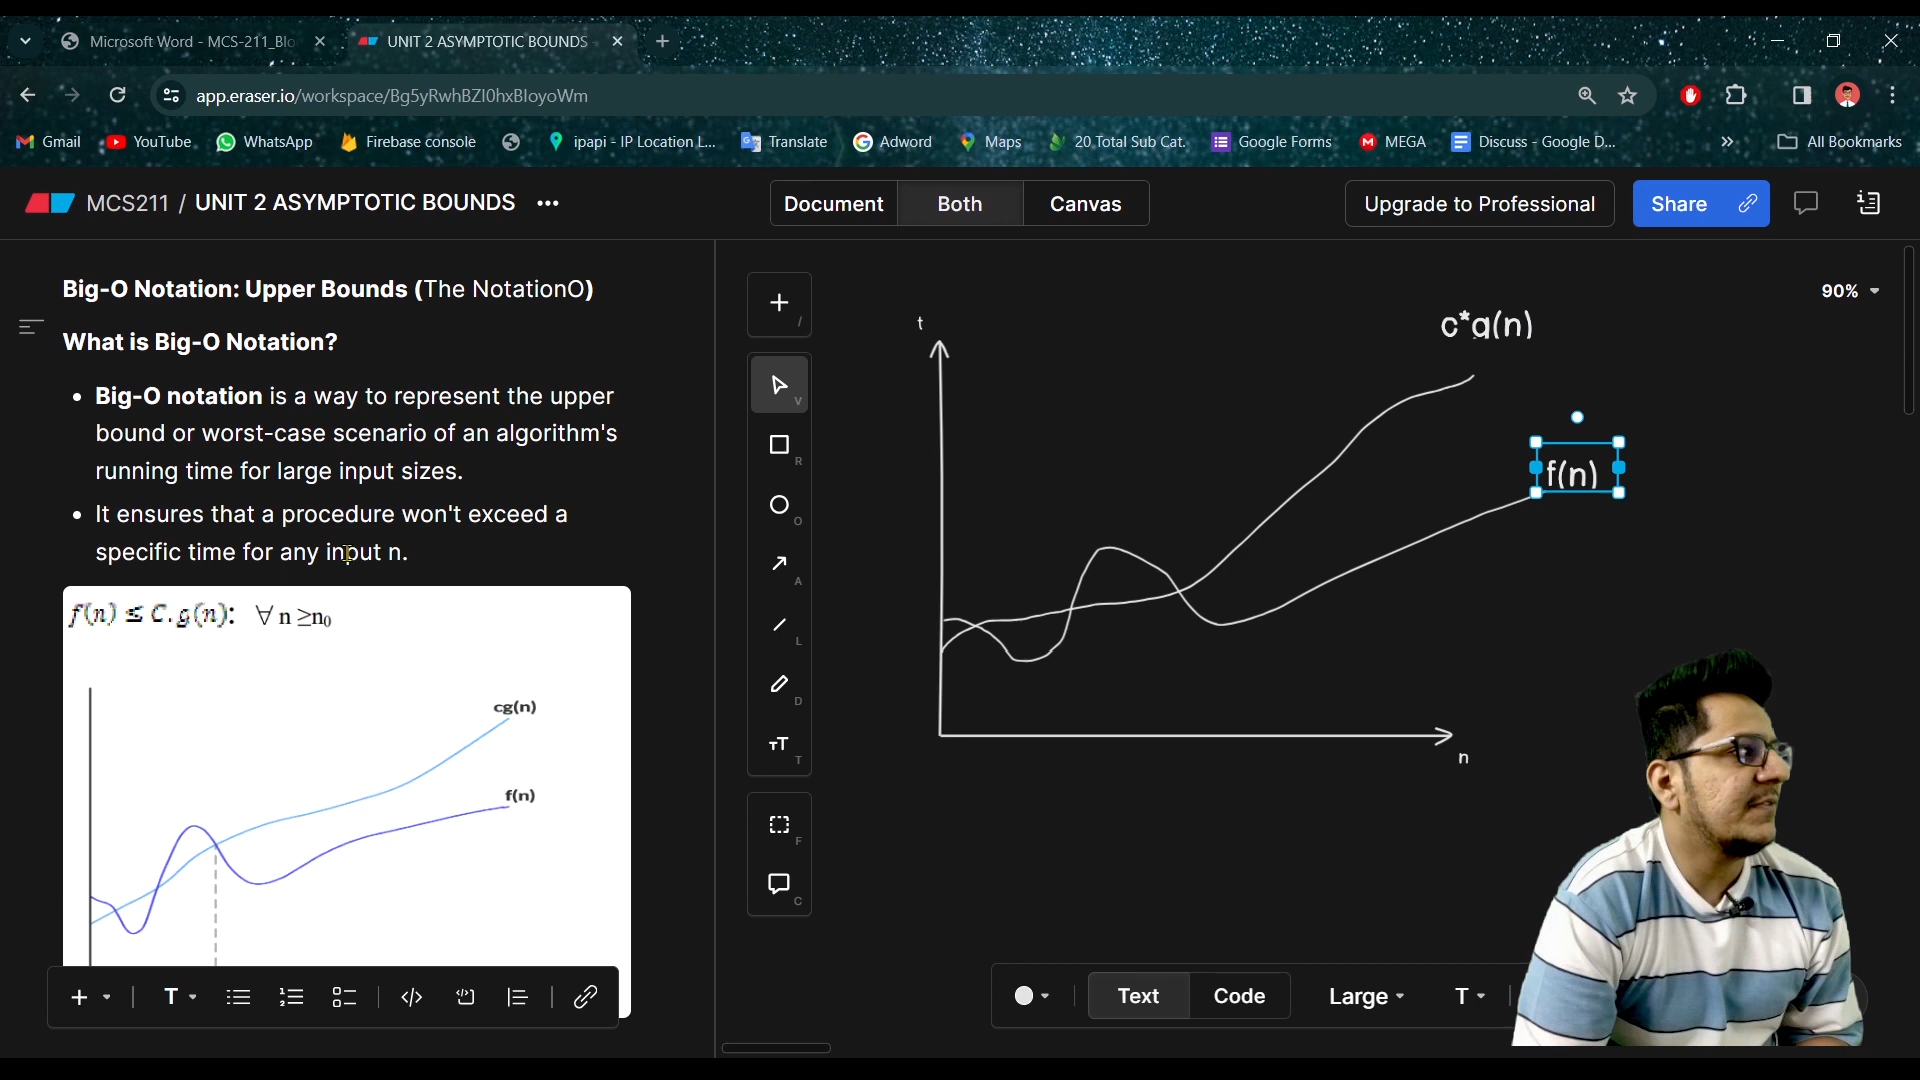 Microsoft Word - MCS-211_Blo
UNIT 2 ASYMPTOTIC BOUNDS
app.eraser.io/workspace/Bg5yRwhBZI0hxBIoyoWm
Gmail
YouTube
WhatsApp
Firebase console
ipapi - IP Location L...
Translate
Adword
Maps
20 Total Sub Cat.
Google Forms
MEGA
Discuss - Google D...
»
All Bookmarks
MCS211 / UNIT 2 ASYMPTOTIC BOUNDS •••
Document
Both
Canvas
Upgrade to Professional
Share
Big-O Notation: Upper Bounds (The NotationO)
What is Big-O Notation?
• Big-O notation is a way to represent the upper
bound or worst-case scenario of an algorithm's
running time for large input sizes.
• It ensures that a procedure won't exceed a
specific time for any input n.
f(n) ≤ C.g(n): ∀ n ≥n₀
cg(n)
f(n)
T
+
/
V
R
O
A
L
D
TT
T
F
C
90%
t
c*g(n)
f(n)
n
Text
Code
Large
T